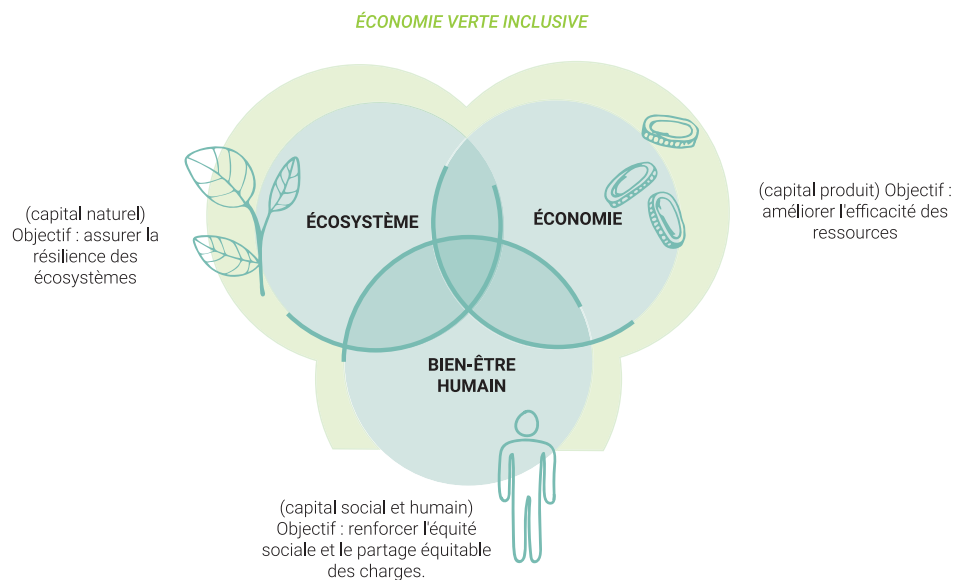 ÉCONOMIE VERTE INCLUSIVE
ÉCOSYSTÈME
ÉCONOMIE
(capital naturel)
Objectif : assurer la
résilience des
écosystèmes
(capital produit) Objectif :
améliorer l'efficacité des
ressources
BIEN-ÊTRE
HUMAIN
(capital social et humain)
Objectif : renforcer l'équité
sociale et le partage équitable
des charges.